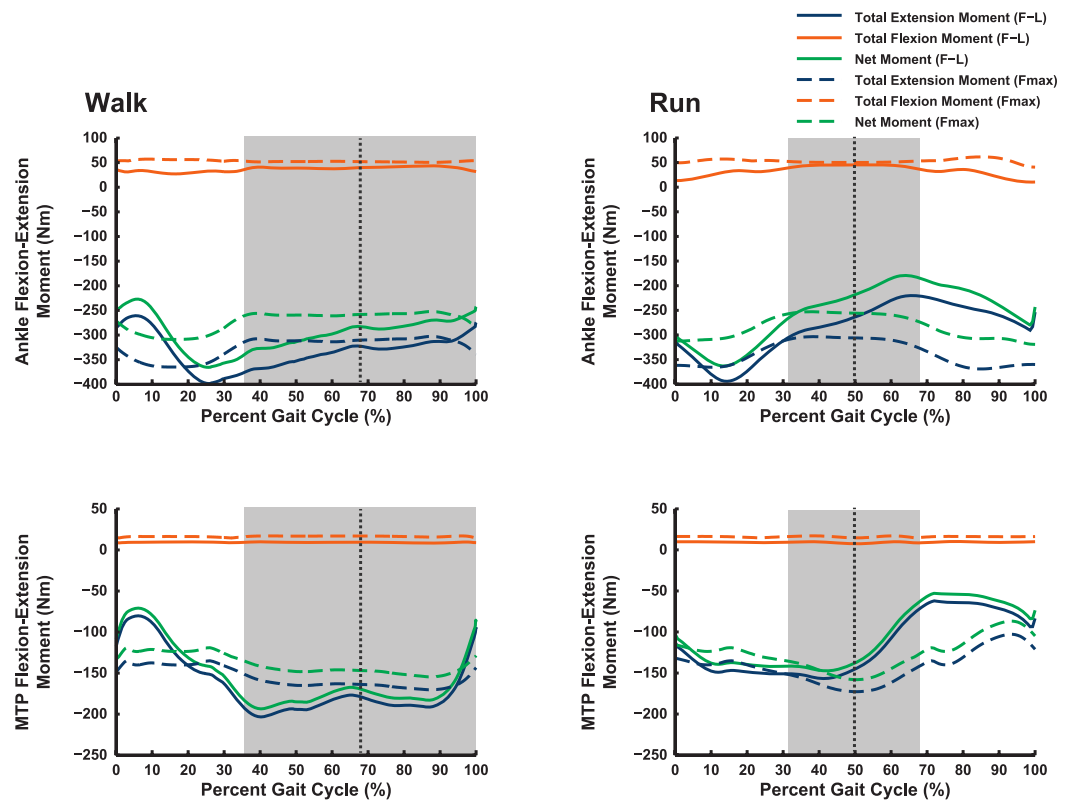 Total Extension Moment (F−L)
Total Flexion Moment (F−L)
Net Moment (F−L)
Total Extension Moment (Fmax)
Total Flexion Moment (Fmax)
Net Moment (Fmax)
Walk
Run
Ankle Flexion-Extension
Moment (Nm)
100
50
0
−50
−100
−150
−200
−250
−300
−350
−400
0 10 20 30 40 50 60 70 80 90 100
Percent Gait Cycle (%)
Ankle Flexion-Extension
Moment (Nm)
100
50
0
−50
−100
−150
−200
−250
−300
−350
−400
0 10 20 30 40 50 60 70 80 90 100
Percent Gait Cycle (%)
MTP Flexion-Extension
Moment (Nm)
50
0
−50
−100
−150
−200
−250
0 10 20 30 40 50 60 70 80 90 100
Percent Gait Cycle (%)
MTP Flexion-Extension
Moment (Nm)
50
0
−50
−100
−150
−200
−250
0 10 20 30 40 50 60 70 80 90 100
Percent Gait Cycle (%)